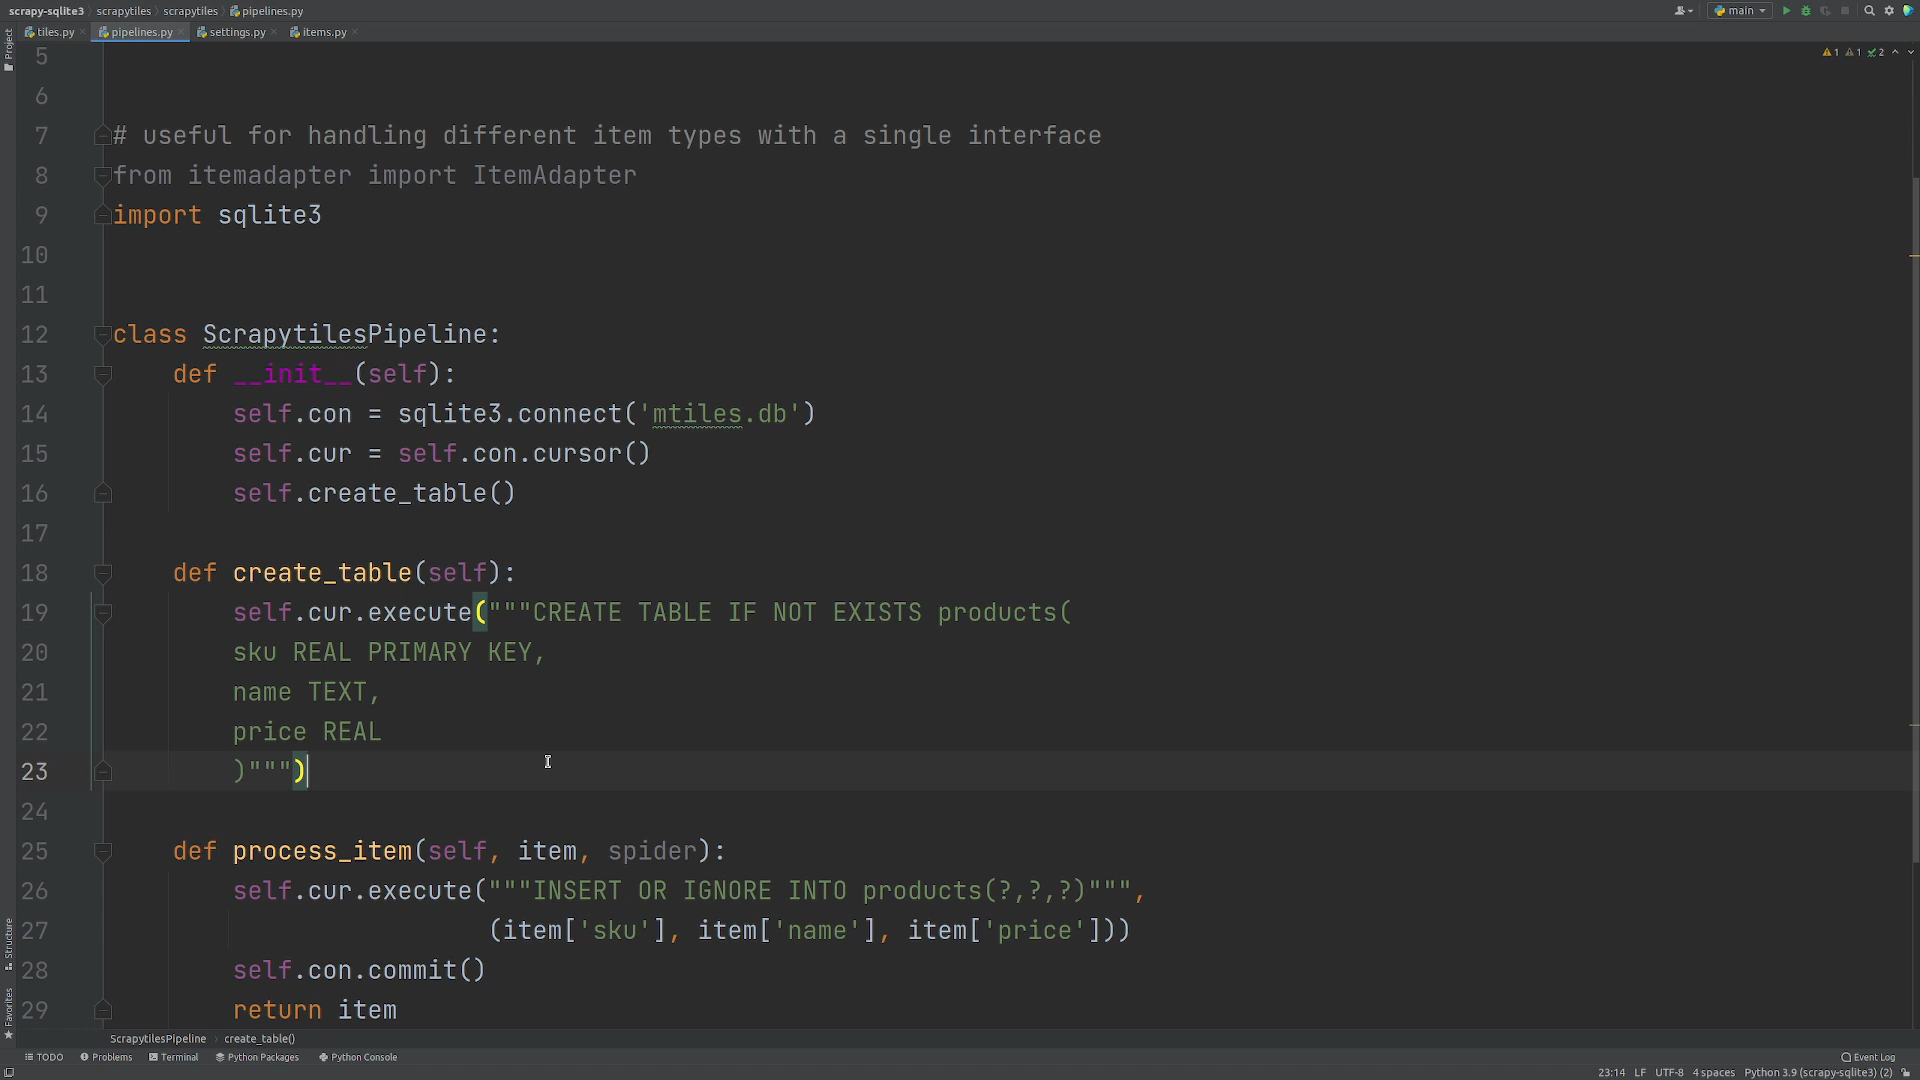 scrapy-sqlite3 scrapytiles scrapytiles pipelines.py
main
tiles.py pipelines.py settings.py items.py
Project
1 1 2
5
6
7 # useful for handling different item types with a single interface
8 from itemadapter import ItemAdapter
9 import sqlite3
10
11
12 class ScrapytilesPipeline:
13 def __init__(self):
14 self.con = sqlite3.connect('mtiles.db')
15 self.cur = self.con.cursor()
16 self.create_table()
17
18 def create_table(self):
19 self.cur.execute("""CREATE TABLE IF NOT EXISTS products(
20 sku REAL PRIMARY KEY,
21 name TEXT,
22 price REAL
23 )""")
24
25 def process_item(self, item, spider):
26 self.cur.execute("""INSERT OR IGNORE INTO products(?,?,?)""",
27 (item['sku'], item['name'], item['price']))
28 self.con.commit()
29 return item
Structure
Favorites
ScrapytilesPipeline create_table()
TODO Problems Terminal Python Packages Python Console Event Log
23:14 LF UTF-8 4 spaces Python 3.9 (scrapy-sqlite3) (2)